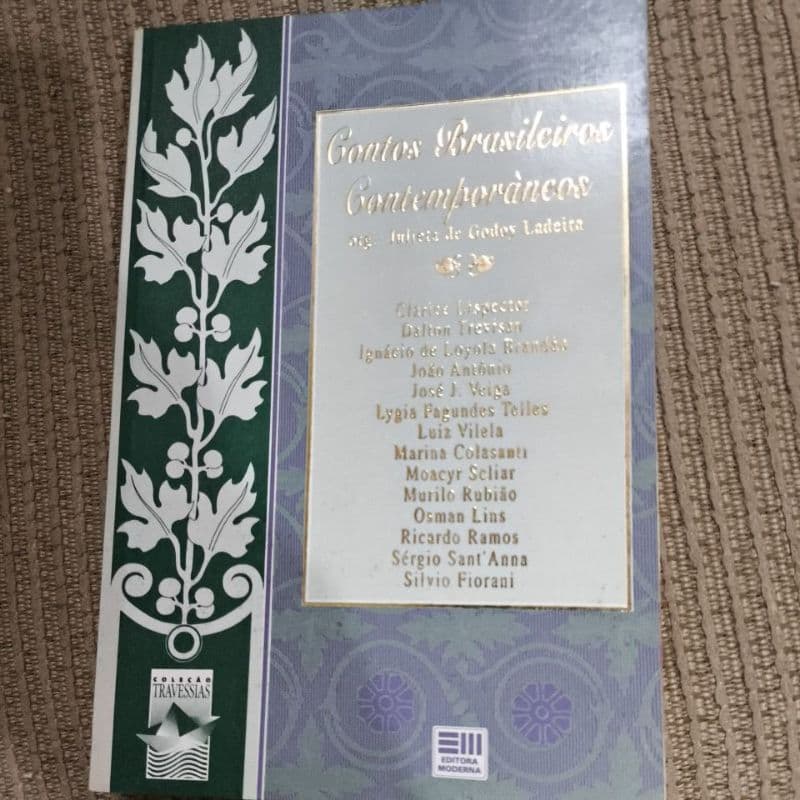 Contos Brasileiros
Contemporâneos
org. Julieta de Godoy Ladeira
Clarice Lispector
Dalton Trevisan
Ignácio de Loyola Brandão
João Antônio
José J. Veiga
Lygia Fagundes Telles
Luiz Vilela
Marina Colasanti
Moacyr Scliar
Murilo Rubião
Osman Lins
Ricardo Ramos
Sérgio Sant'Anna
Silvio Fiorani
COLEÇÃO
TRAVESSIAS
EDITORA
MODERNA